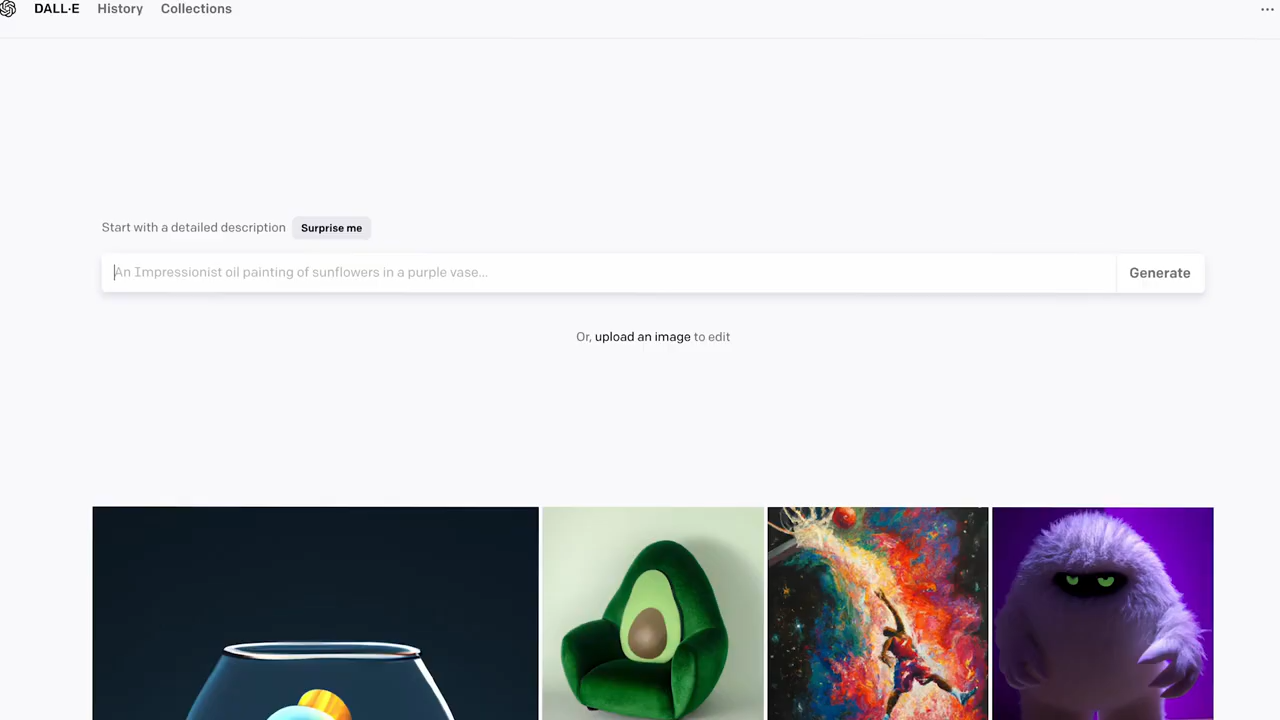 DALL·E History Collections
Start with a detailed description Surprise me
An Impressionist oil painting of sunflowers in a purple vase...
Generate
Or, upload an image to edit